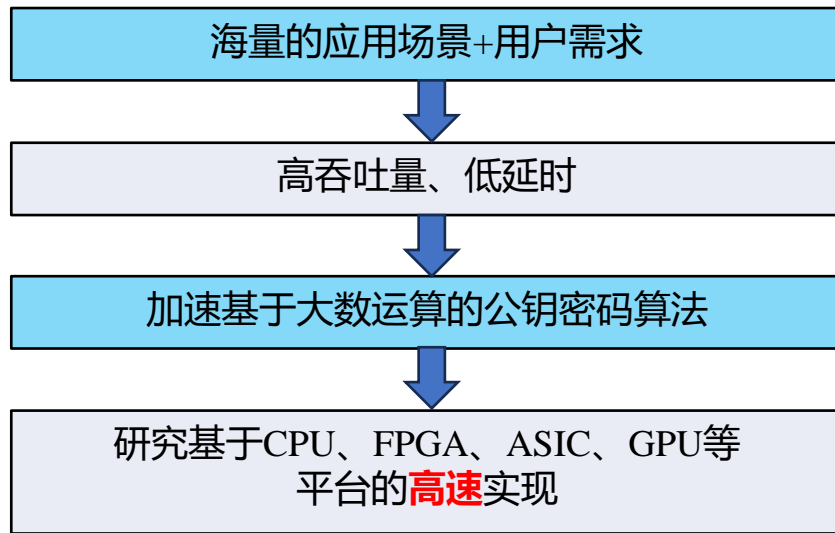 海量的应用场景+用户需求
高吞吐量、低延时
加速基于大数运算的公钥密码算法
研究基于CPU、FPGA、ASIC、GPU等
平台的高速实现